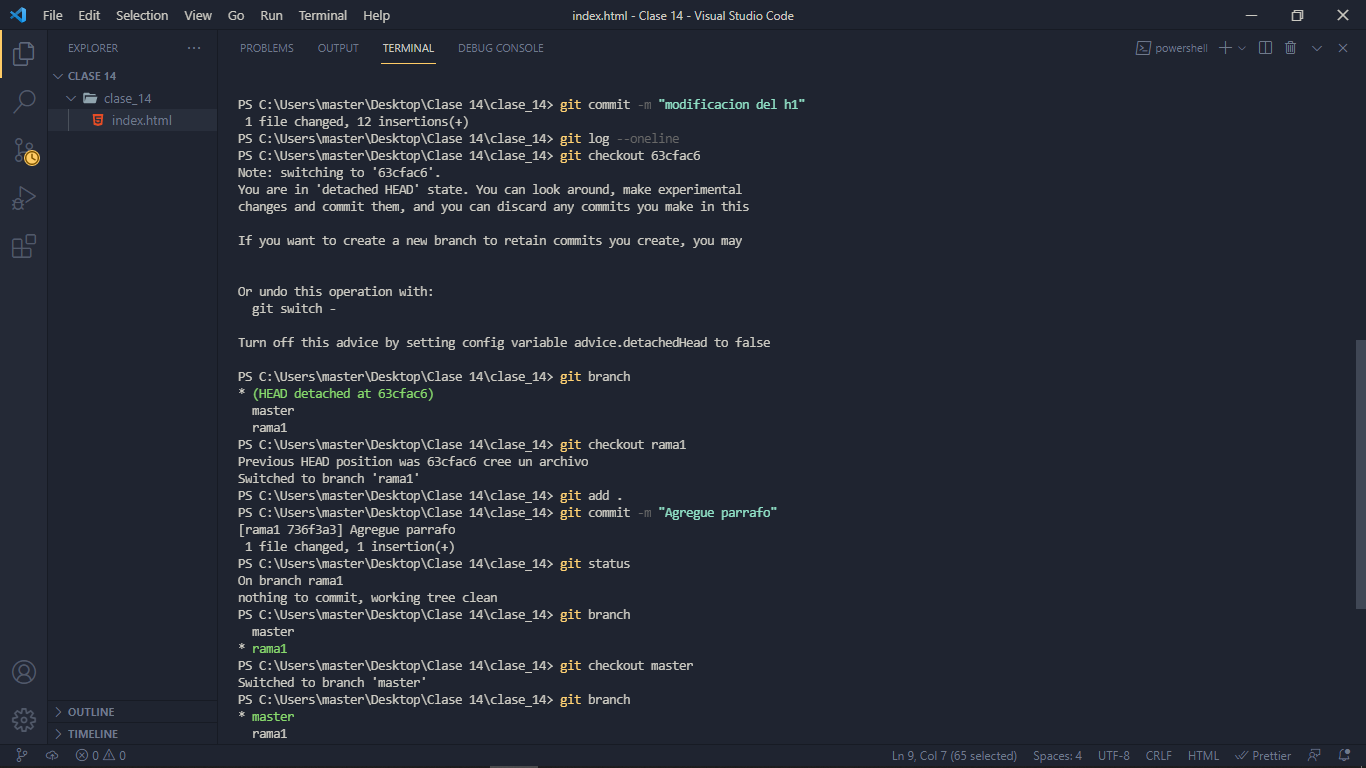 File Edit Selection View Go Run Terminal Help
index.html - Clase 14 - Visual Studio Code
EXPLORER
CLASE 14
clase_14
index.html
OUTLINE
TIMELINE
PROBLEMS OUTPUT TERMINAL DEBUG CONSOLE
powershell
PS C:\Users\master\Desktop\Clase 14\clase_14> git commit -m "modificacion del h1"
1 file changed, 12 insertions(+)
PS C:\Users\master\Desktop\Clase 14\clase_14> git log --oneline
PS C:\Users\master\Desktop\Clase 14\clase_14> git checkout 63cfac6
Note: switching to '63cfac6'.
You are in 'detached HEAD' state. You can look around, make experimental
changes and commit them, and you can discard any commits you make in this
If you want to create a new branch to retain commits you create, you may
Or undo this operation with:
git switch -
Turn off this advice by setting config variable advice.detachedHead to false
PS C:\Users\master\Desktop\Clase 14\clase_14> git branch
* (HEAD detached at 63cfac6)
master
rama1
PS C:\Users\master\Desktop\Clase 14\clase_14> git checkout rama1
Previous HEAD position was 63cfac6 cree un archivo
Switched to branch 'rama1'
PS C:\Users\master\Desktop\Clase 14\clase_14> git add .
PS C:\Users\master\Desktop\Clase 14\clase_14> git commit -m "Agregue parrafo"
[rama1 736f3a3] Agregue parrafo
1 file changed, 1 insertion(+)
PS C:\Users\master\Desktop\Clase 14\clase_14> git status
On branch rama1
nothing to commit, working tree clean
PS C:\Users\master\Desktop\Clase 14\clase_14> git branch
master
* rama1
PS C:\Users\master\Desktop\Clase 14\clase_14> git checkout master
Switched to branch 'master'
PS C:\Users\master\Desktop\Clase 14\clase_14> git branch
* master
rama1
0 0 Ln 9, Col 7 (65 selected) Spaces: 4 UTF-8 CRLF HTML Prettier